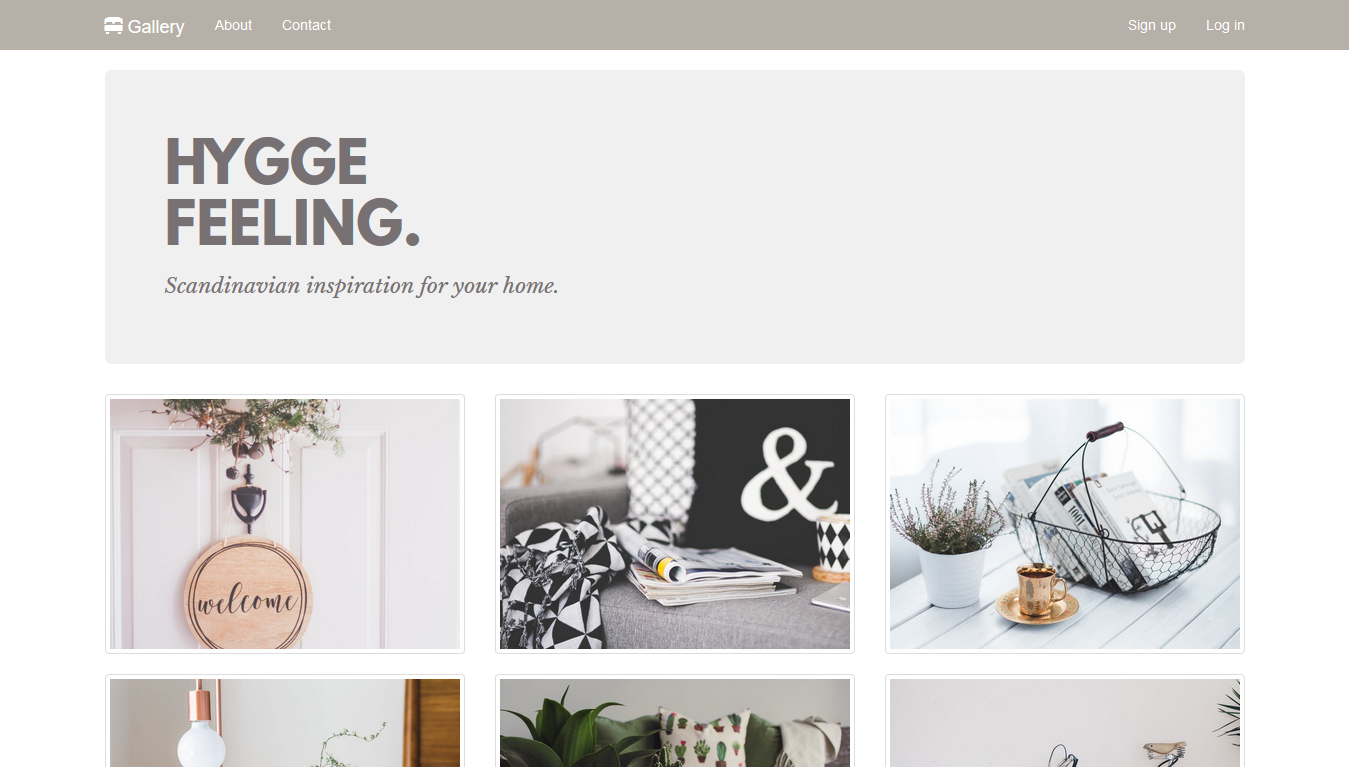 Gallery About Contact Sign up Log in
HYGGE
FEELING.
Scandinavian inspiration for your home.
welcome
&